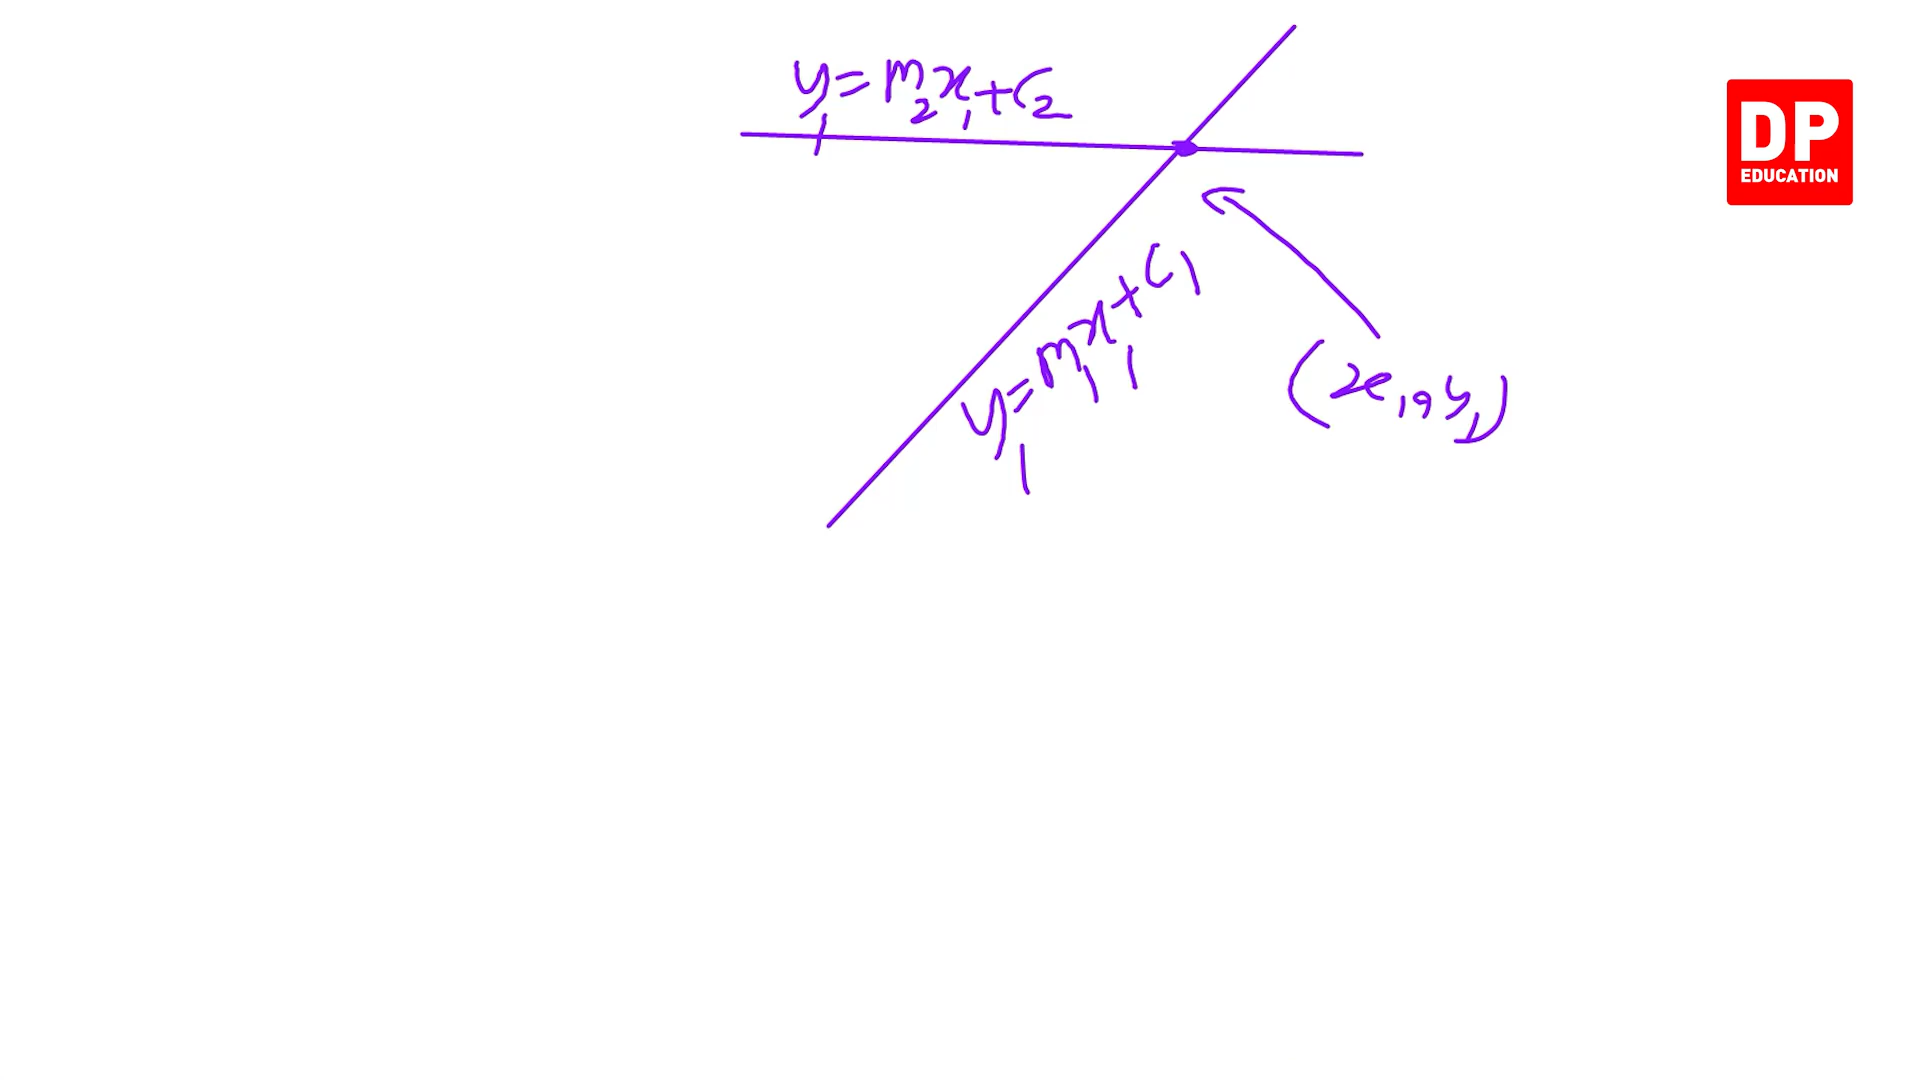 y₁ = m₂x₁ + c₂
DP
EDUCATION
y₁ = m₁x₁ + c₁
(x₁, y₁)